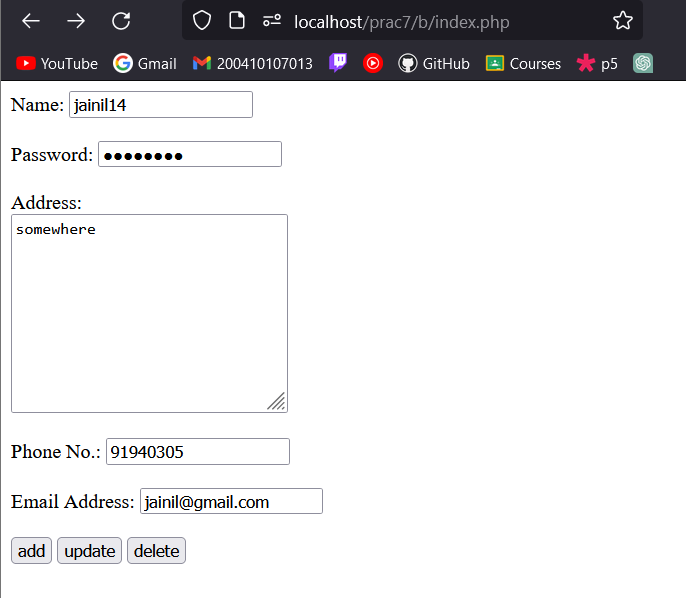 localhost/prac7/b/index.php
YouTube Gmail 200410107013 GitHub Courses p5
Name: jainil14
Password: ●●●●●●●●
Address:
somewhere
Phone No.: 91940305
Email Address: jainil@gmail.com
add update delete